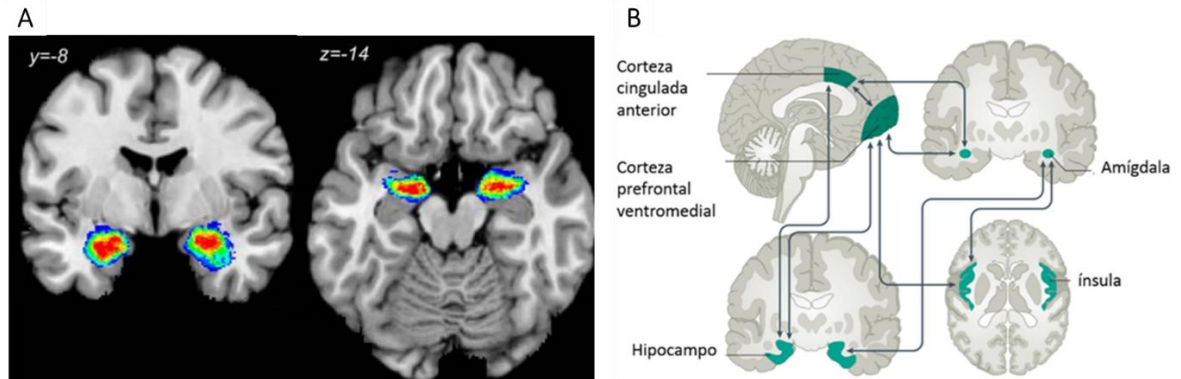 A
y=-8
z=-14
B
Corteza
cingulada
anterior
Corteza
prefrontal
ventromedial
Amígdala
ínsula
Hipocampo